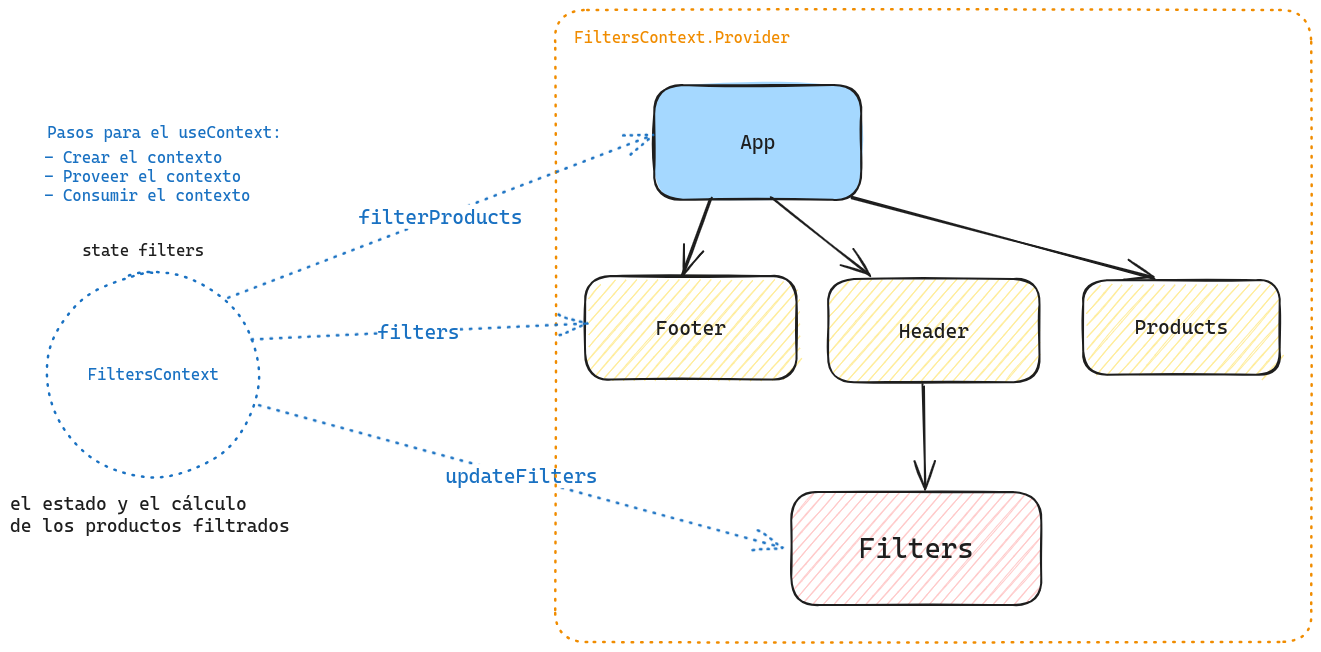 FiltersContext.Provider
App
Pasos para el useContext:
- Crear el contexto
- Proveer el contexto
- Consumir el contexto
filterProducts
state filters
filters
Footer
Header
Products
FiltersContext
updateFilters
el estado y el cálculo
de los productos filtrados
Filters